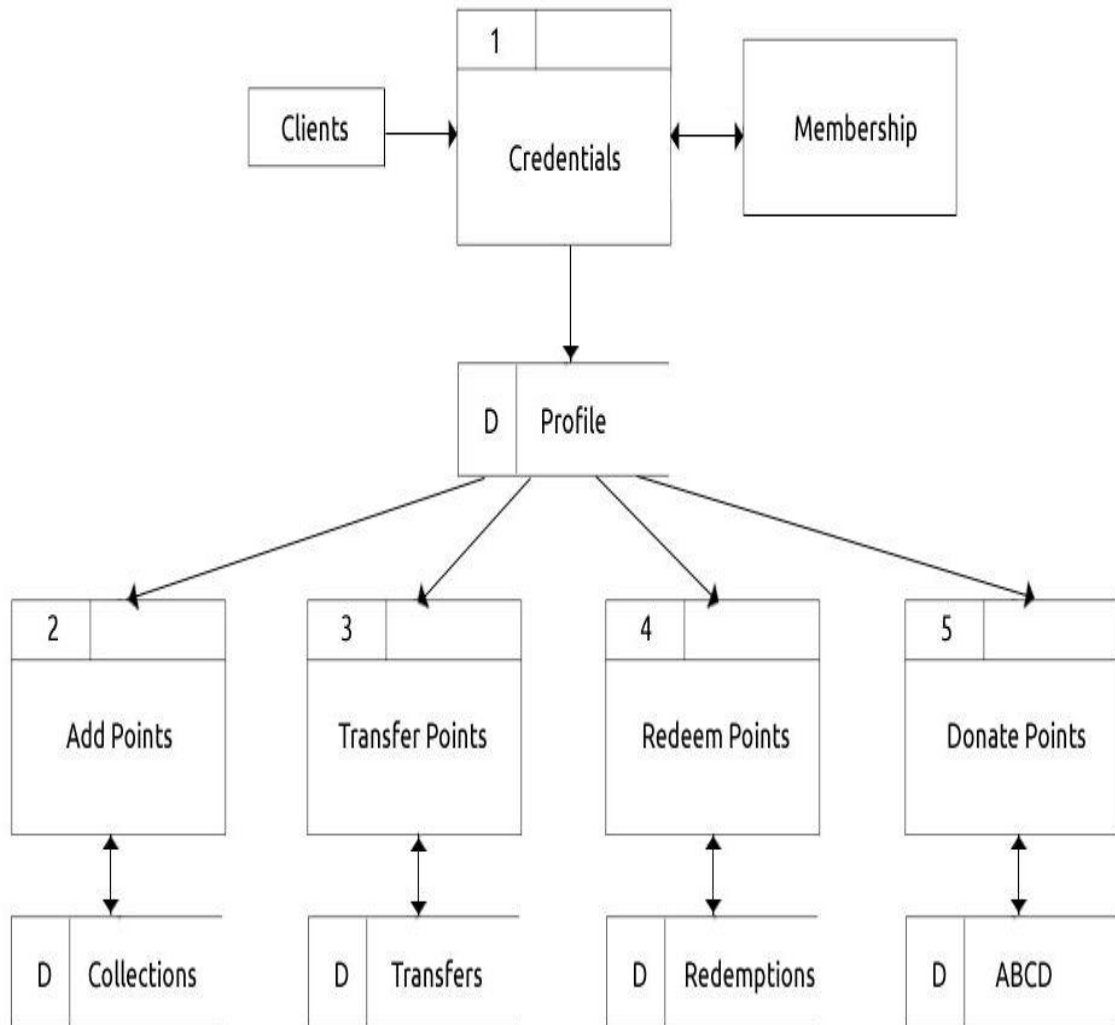 1
Clients
Credentials
Membership
D Profile
2
3
4
5
Add Points
Transfer Points
Redeem Points
Donate Points
D Collections
D Transfers
D Redemptions
D ABCD